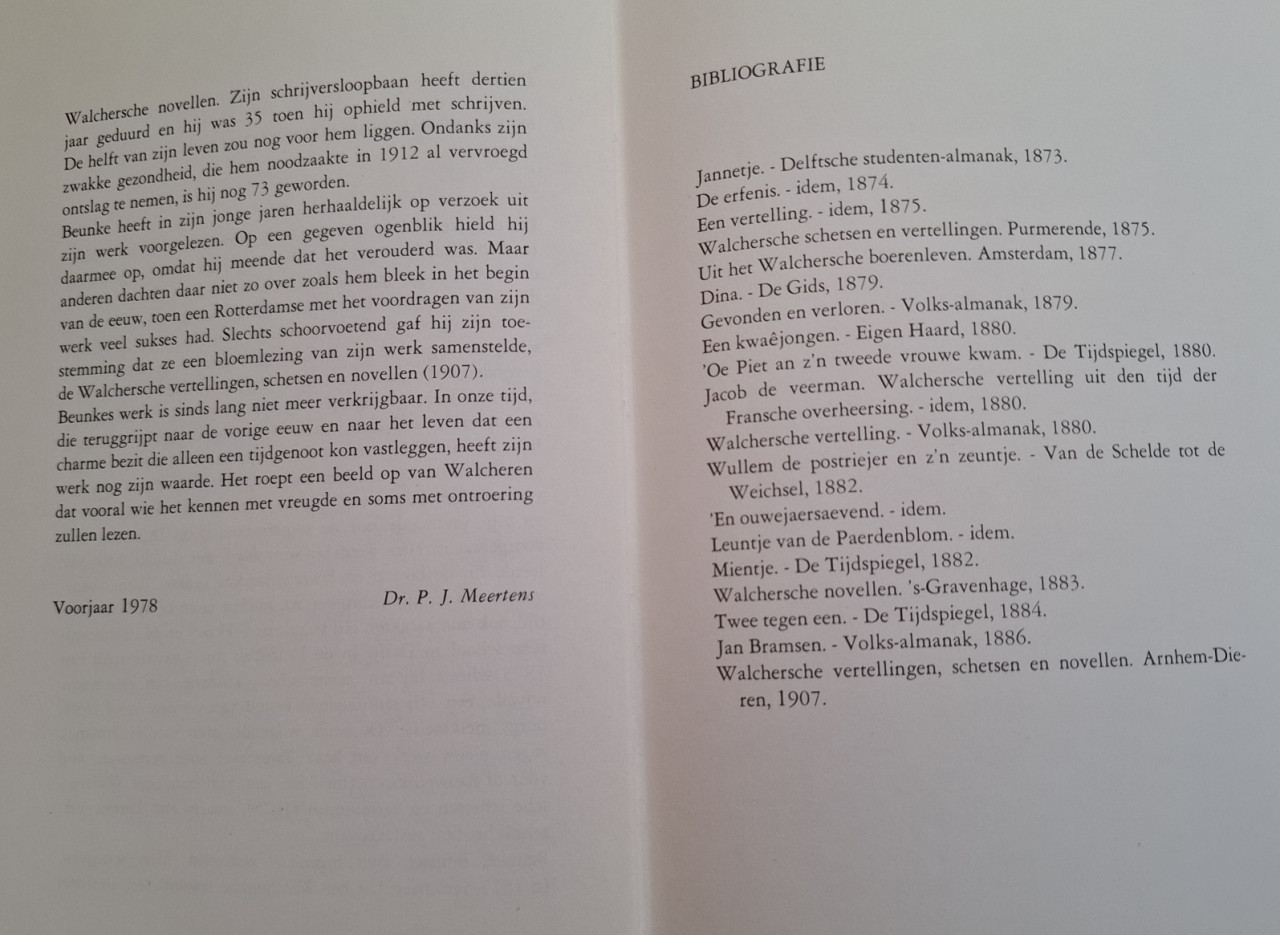 Walchersche novellen. Zijn schrijversloopbaan heeft dertien
jaar geduurd en hij was 35 toen hij ophield met schrijven.
De helft van zijn leven zou nog voor hem liggen. Ondanks zijn
zwakke gezondheid, die hem noodzaakte in 1912 al vervroegd
ontslag te nemen, is hij nog 73 geworden.
Beunke heeft in zijn jonge jaren herhaaldelijk op verzoek uit
zijn werk voorgelezen. Op een gegeven ogenblik hield hij
daarmee op, omdat hij meende dat het verouderd was. Maar
anderen dachten daar niet zo over zoals hem bleek in het begin
van de eeuw, toen een Rotterdamse met het voordragen van zijn
werk veel sukses had. Slechts schoorvoetend gaf hij zijn toe-
stemming dat ze een bloemlezing van zijn werk samenstelde,
de Walchersche vertellingen, schetsen en novellen (1907).
Beunkes werk is sinds lang niet meer verkrijgbaar. In onze tijd,
die teruggrijpt naar de vorige eeuw en naar het leven dat een
charme bezit die alleen een tijdgenoot kon vastleggen, heeft zijn
werk nog zijn waarde. Het roept een beeld op van Walcheren
dat vooral wie het kennen met vreugde en soms met ontroering
zullen lezen.
Voorjaar 1978 Dr. P. J. Meertens
BIBLIOGRAFIE
Jannetje. - Delftsche studenten-almanak, 1873.
De erfenis. - idem, 1874.
Een vertelling. - idem, 1875.
Walchersche schetsen en vertellingen. Purmerende, 1875.
Uit het Walchersche boerenleven. Amsterdam, 1877.
Dina. - De Gids, 1879.
Gevonden en verloren. - Volks-almanak, 1879.
Een kwaêjongen. - Eigen Haard, 1880.
'Oe Piet an z'n tweede vrouwe kwam. - De Tijdspiegel, 1880.
Jacob de veerman. Walchersche vertelling uit den tijd der
Fransche overheersing. - idem, 1880.
Walchersche vertelling. - Volks-almanak, 1880.
Wullem de postriejer en z'n zeuntje. - Van de Schelde tot de
Weichsel, 1882.
'En ouwejaersaevend. - idem.
Leuntje van de Paerdenblom. - idem.
Mientje. - De Tijdspiegel, 1882.
Walchersche novellen. 's-Gravenhage, 1883.
Twee tegen een. - De Tijdspiegel, 1884.
Jan Bramsen. - Volks-almanak, 1886.
Walchersche vertellingen, schetsen en novellen. Arnhem-Die-
ren, 1907.